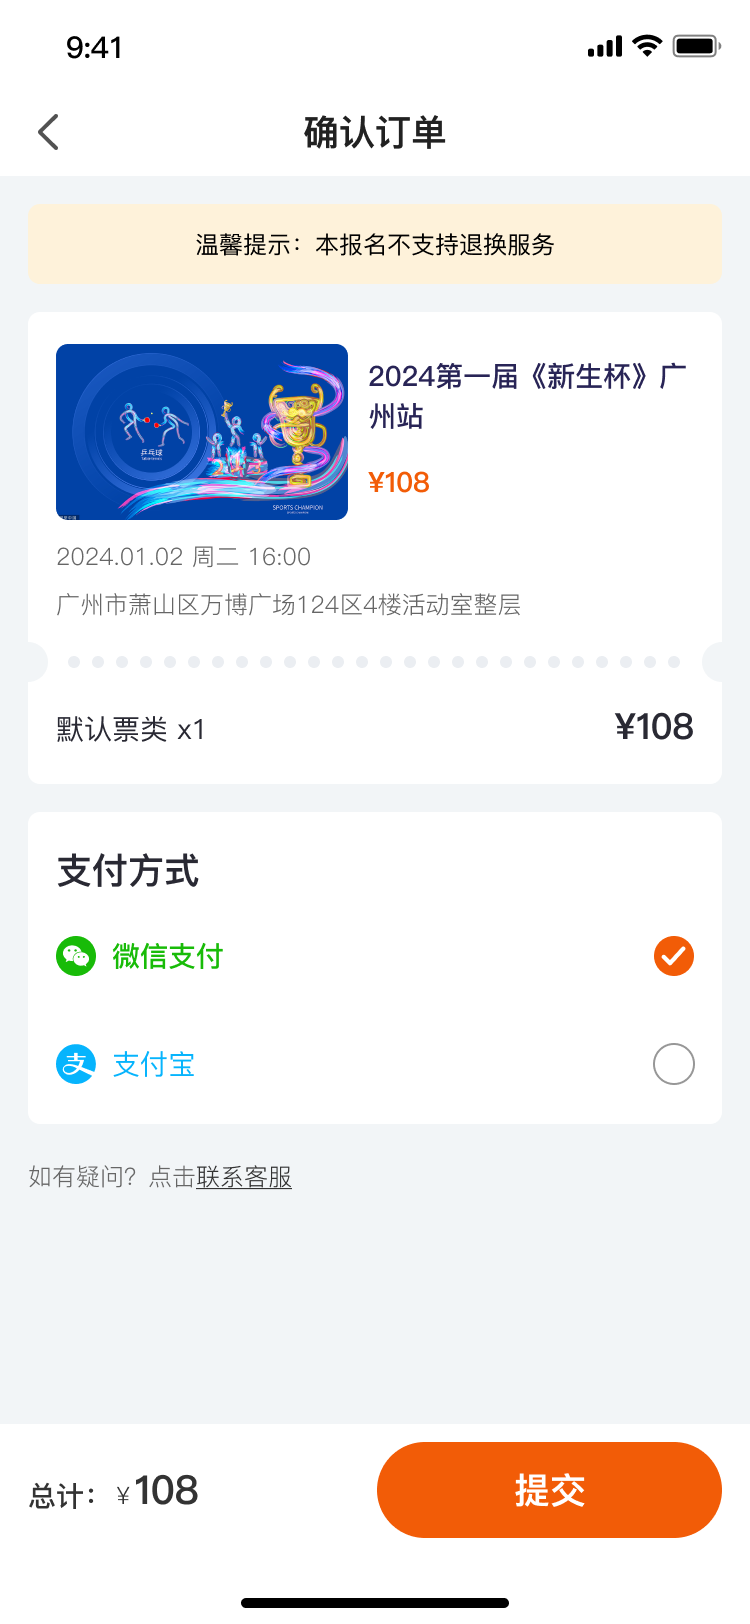 9:41
确认订单
温馨提示：本报名不支持退换服务
2024第一届《新生杯》广
州站
¥108
乒乓球
SPORTS CHAMPION
2024.01.02 周二 16:00
广州市萧山区万博广场124区4楼活动室整层
默认票类 x1
¥108
支付方式
微信支付
支付宝
如有疑问？点击联系客服
总计：¥108
提交